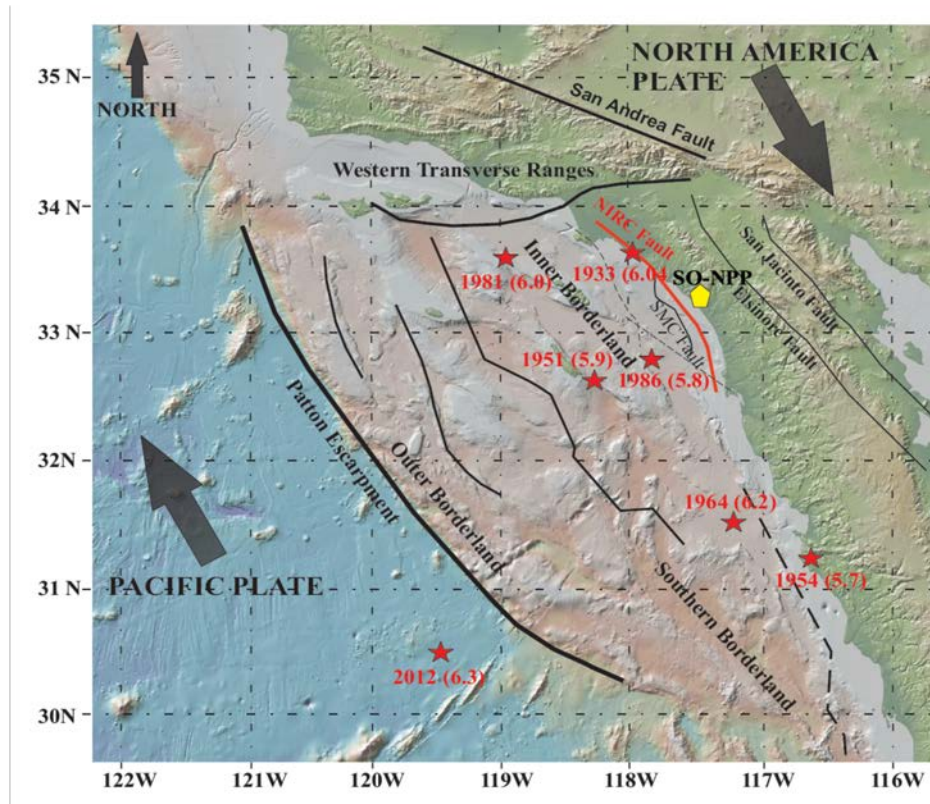 35N
NORTH
NORTH AMERICA
PLATE
San Andrea Fault
Western Transverse Ranges
34 N
NIRC Fault
1933 (6.04
1981 (6.0)
Inner Borderland
SO-NPP
San Jacinto Fault
Elsinore Fault
SMC Fault
33N
1951 (5.9)
1986 (5.8)
32N
Patton Escarpment
Outer Borderland
1964 (6.2)
31N
PACIFIC PLATE
1954 (5.7)
Southern Borderland
2012 (6.3)
30N
122W
121W
120W
119W
118W
117W
116W